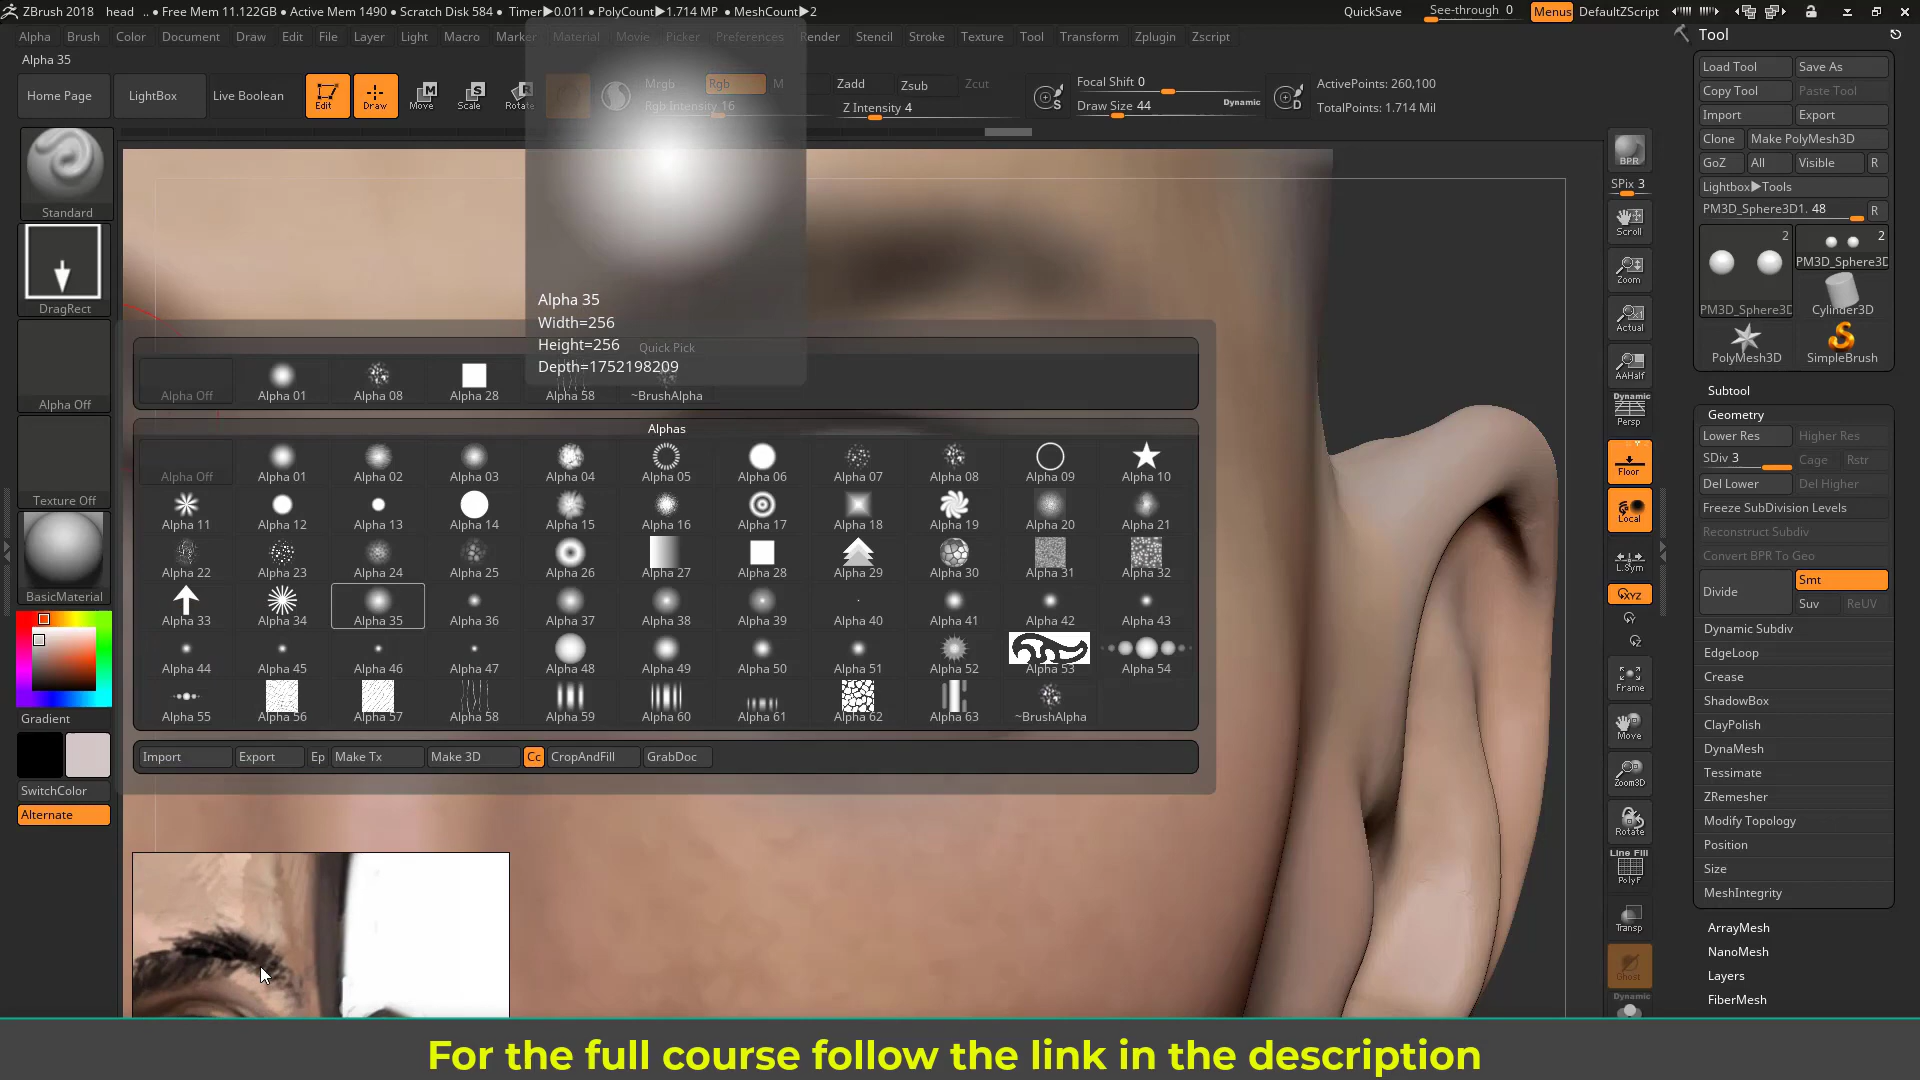 ZBrush 2018 head .. • Free Mem 11.122GB • Active Mem 1490 • Scratch Disk 584 • Timer▶0.011 • PolyCount▶1.714 MP • MeshCount▶2
QuickSave See-through 0 Menus DefaultZScript
Alpha Brush Color Document Draw Edit File Layer Light Macro Marker Material Movie Picker Preferences Render Stencil Stroke Texture Tool Transform Zplugin Zscript
Tool
Alpha 35
Home Page LightBox Live Boolean Edit Draw Move Scale Rotate
Mrgb Rgb M
Rgb Intensity 16
Zadd Zsub Zcut
Z Intensity 4
Focal Shift 0
Draw Size 44 Dynamic
ActivePoints: 260,100
TotalPoints: 1.714 Mil
Standard
DragRect
Alpha Off
Texture Off
BasicMaterial
Gradient
SwitchColor
Alternate
Alpha 35
Width=256
Height=256
Depth=1752198209
Quick Pick
Alpha Off Alpha 01 Alpha 08 Alpha 28 Alpha 58 ~BrushAlpha
Alphas
Alpha Off Alpha 01 Alpha 02 Alpha 03 Alpha 04 Alpha 05 Alpha 06 Alpha 07 Alpha 08 Alpha 09 Alpha 10
Alpha 11 Alpha 12 Alpha 13 Alpha 14 Alpha 15 Alpha 16 Alpha 17 Alpha 18 Alpha 19 Alpha 20 Alpha 21
Alpha 22 Alpha 23 Alpha 24 Alpha 25 Alpha 26 Alpha 27 Alpha 28 Alpha 29 Alpha 30 Alpha 31 Alpha 32
Alpha 33 Alpha 34 Alpha 35 Alpha 36 Alpha 37 Alpha 38 Alpha 39 Alpha 40 Alpha 41 Alpha 42 Alpha 43
Alpha 44 Alpha 45 Alpha 46 Alpha 47 Alpha 48 Alpha 49 Alpha 50 Alpha 51 Alpha 52 Alpha 53 Alpha 54
Alpha 55 Alpha 56 Alpha 57 Alpha 58 Alpha 59 Alpha 60 Alpha 61 Alpha 62 Alpha 63 ~BrushAlpha
Import Export Ep Make Tx Make 3D Cc CropAndFill GrabDoc
BPR
SPix 3
Scroll
Zoom
Actual
AAHalf
Dynamic
Persp
Floor
Local
L.Sym
XYZ
Frame
Move
Zoom3D
Rotate
Line Fill
PolyF
Transp
Ghost
Dynamic
Load Tool Save As
Copy Tool Paste Tool
Import Export
Clone Make PolyMesh3D
GoZ All Visible R
Lightbox▶Tools
PM3D_Sphere3D1. 48 R
2 2
PM3D_Sphere3D
PM3D_Sphere3D Cylinder3D
PolyMesh3D SimpleBrush
Subtool
Geometry
Lower Res Higher Res
SDiv 3 Cage Rstr
Del Lower Del Higher
Freeze SubDivision Levels
Reconstruct Subdiv
Convert BPR To Geo
Divide Smt
Suv ReUV
Dynamic Subdiv
EdgeLoop
Crease
ShadowBox
ClayPolish
DynaMesh
Tessimate
ZRemesher
Modify Topology
Position
Size
MeshIntegrity
ArrayMesh
NanoMesh
Layers
FiberMesh
For the full course follow the link in the description